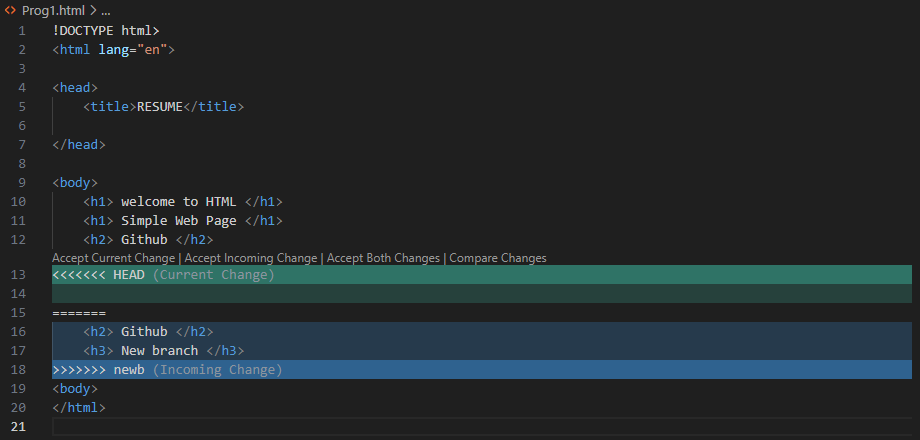 <> Prog1.html > ...
1 !DOCTYPE html>
2 <html lang="en">
3
4 <head>
5     <title>RESUME</title>
6
7 </head>
8
9 <body>
10     <h1> welcome to HTML </h1>
11     <h1> Simple Web Page </h1>
12     <h2> Github </h2>
Accept Current Change | Accept Incoming Change | Accept Both Changes | Compare Changes
13 <<<<<<< HEAD (Current Change)
14
15 =======
16     <h2> Github </h2>
17     <h3> New branch </h3>
18 >>>>>>> newb (Incoming Change)
19 <body>
20 </html>
21